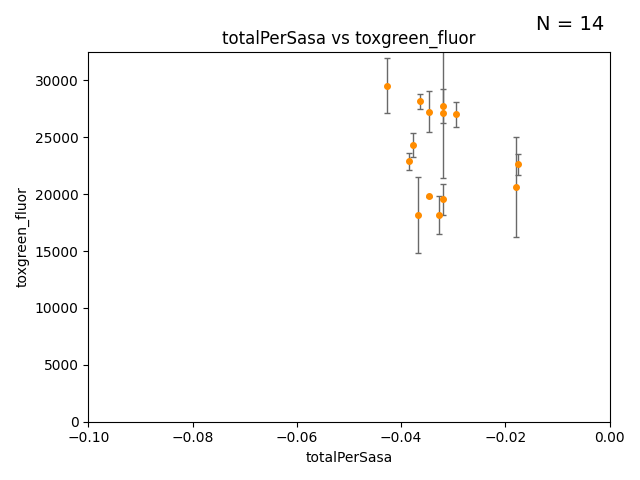 N = 14
totalPerSasa vs toxgreen_fluor
30000
25000
20000
15000
10000
5000
0
toxgreen_fluor
−0.10 −0.08 −0.06 −0.04 −0.02 0.00
totalPerSasa